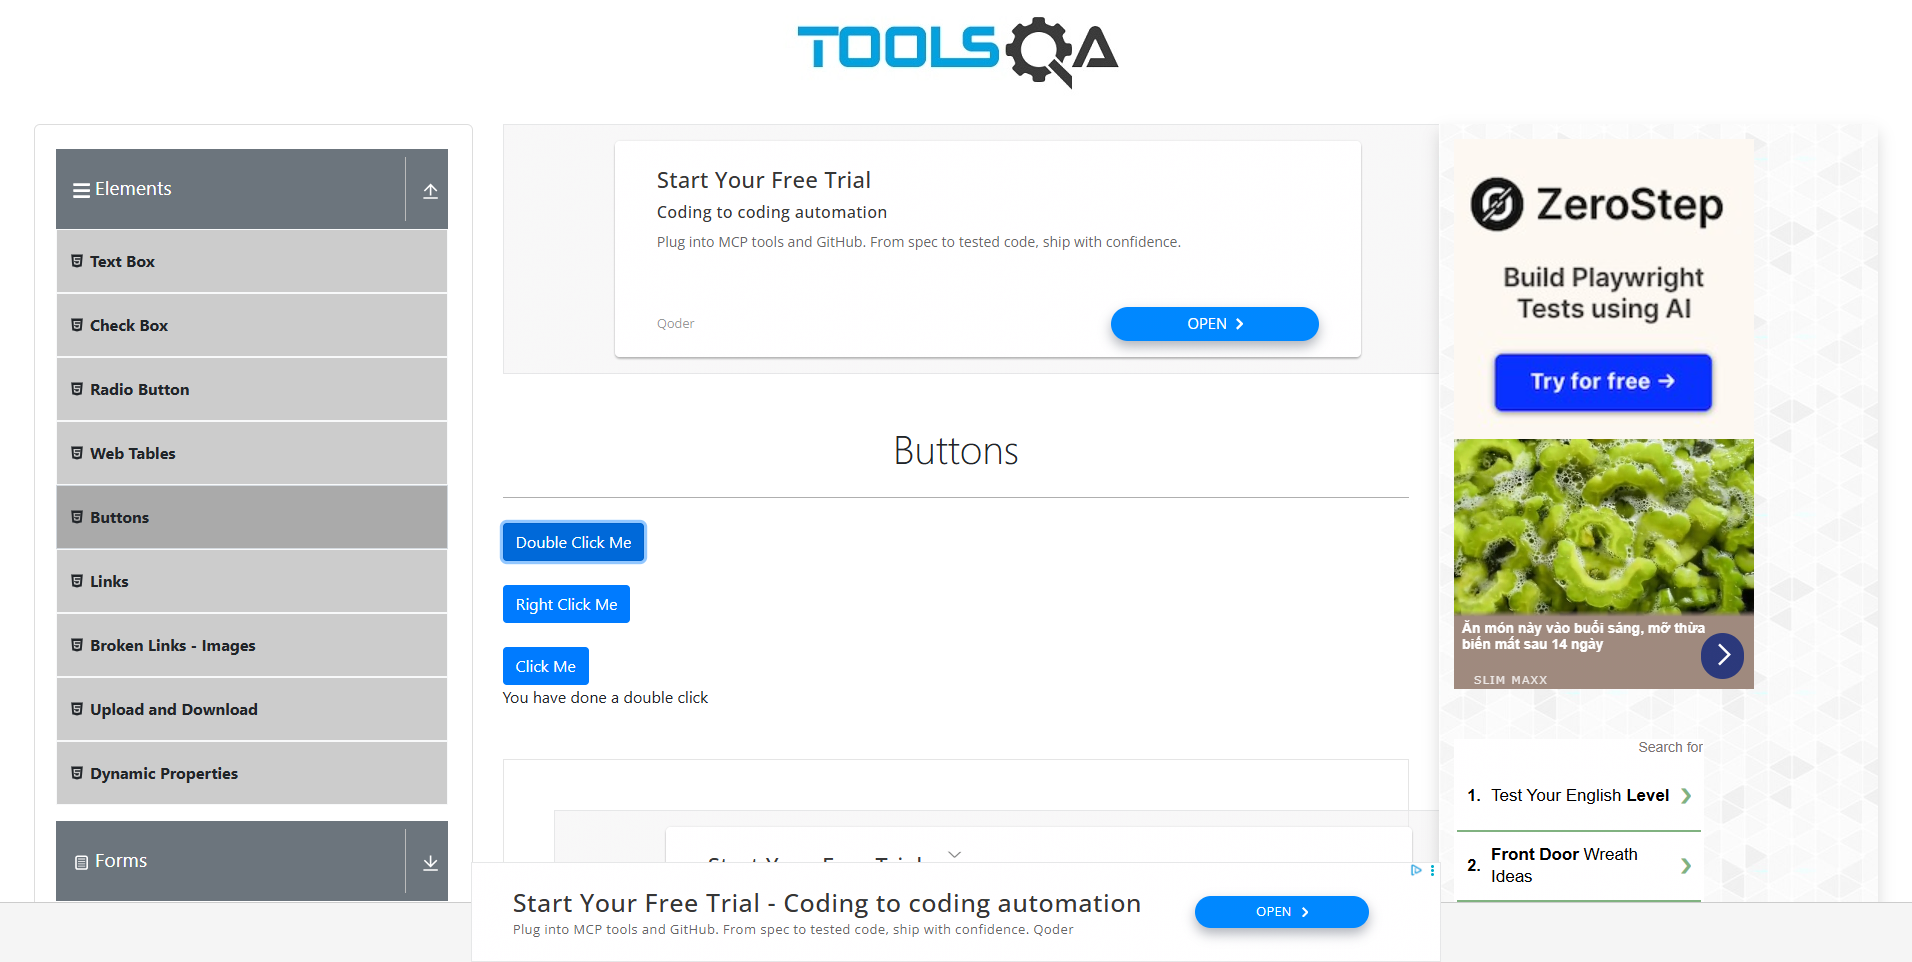 TOOLSQA
Elements
Text Box
Check Box
Radio Button
Web Tables
Buttons
Links
Broken Links - Images
Upload and Download
Dynamic Properties
Forms
Start Your Free Trial
Coding to coding automation
Plug into MCP tools and GitHub. From spec to tested code, ship with confidence.
Qoder
OPEN
Buttons
Double Click Me
Right Click Me
Click Me
You have done a double click
Start Your Free Trial
Start Your Free Trial - Coding to coding automation
Plug into MCP tools and GitHub. From spec to tested code, ship with confidence. Qoder
OPEN
ZeroStep
Build Playwright
Tests using AI
Try for free →
Ăn món này vào buổi sáng, mỡ thừa
biến mất sau 14 ngày
SLIM MAXX
Search for
1. Test Your English Level
2. Front Door Wreath
Ideas